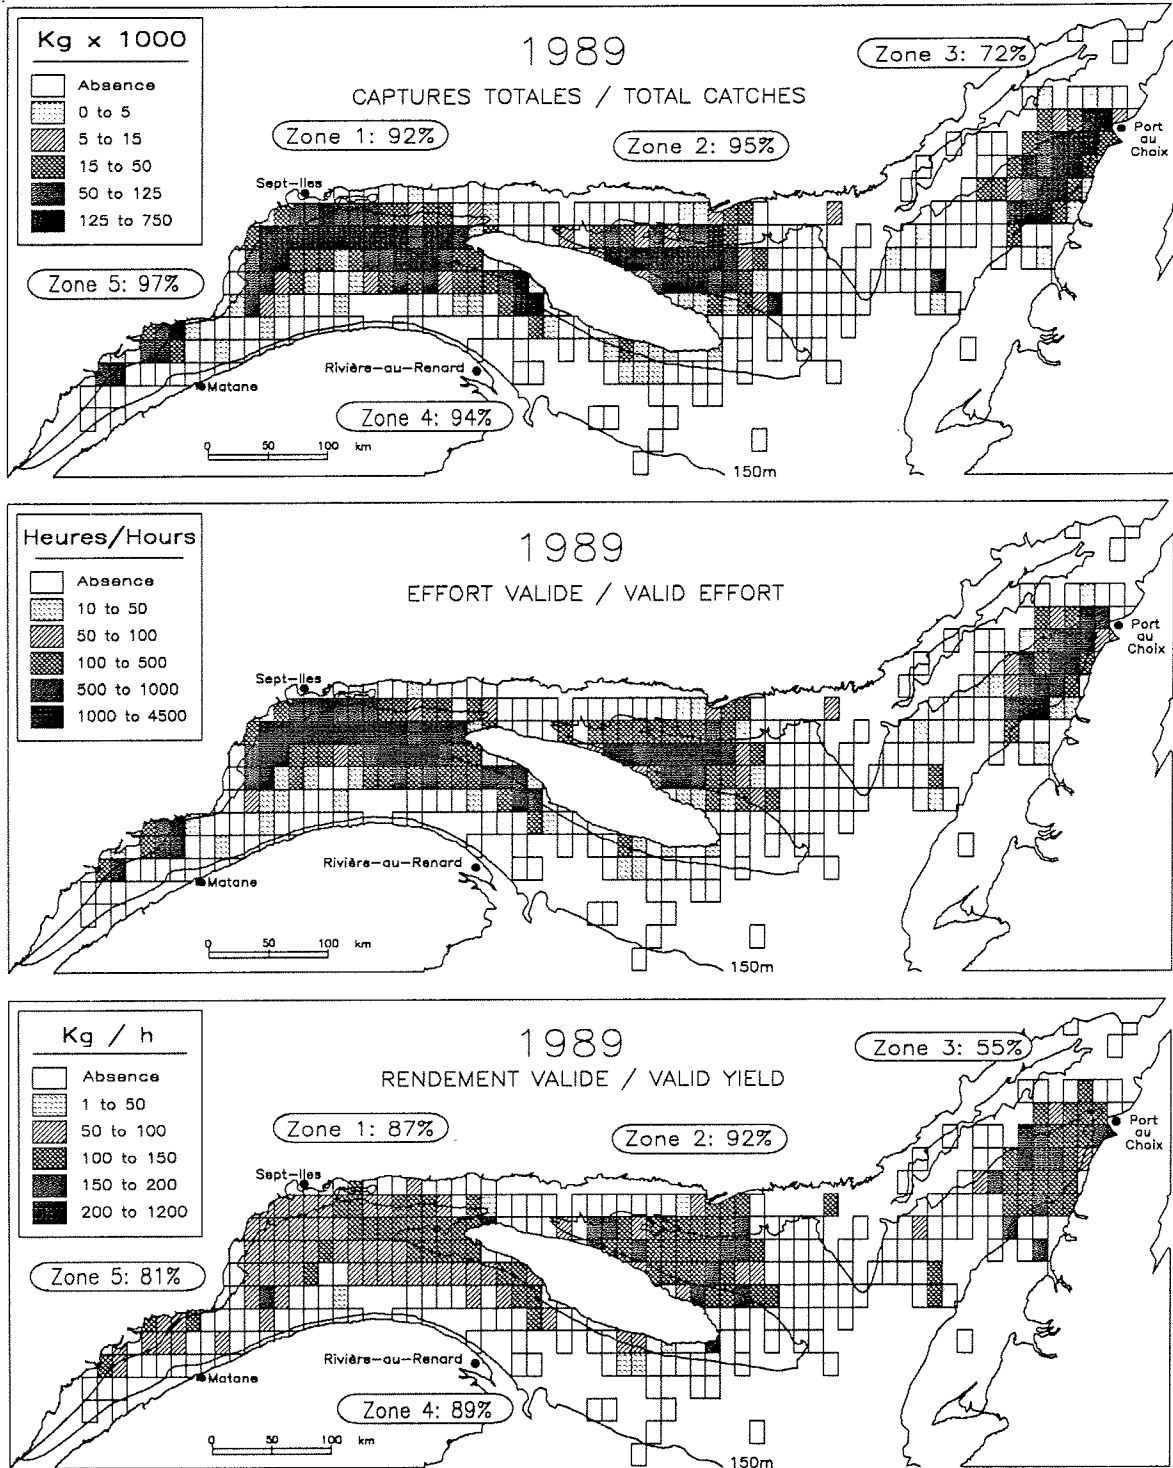 Kg x 1000
Absence
0 to 5
5 to 15
15 to 50
50 to 125
125 to 750
1989
CAPTURES TOTALES / TOTAL CATCHES
Zone 3: 72%
Zone 1: 92%
Zone 2: 95%
Port
au
Choix
Sept-Iles
Zone 5: 97%
Rivière-au-Renard
Matane
Zone 4: 94%
0 50 100 km
150m
Heures/Hours
Absence
10 to 50
50 to 100
100 to 500
500 to 1000
1000 to 4500
1989
EFFORT VALIDE / VALID EFFORT
Port
au
Choix
Sept-Iles
Rivière-au-Renard
Matane
0 50 100 km
150m
Kg / h
Absence
1 to 50
50 to 100
100 to 150
150 to 200
200 to 1200
1989
RENDEMENT VALIDE / VALID YIELD
Zone 3: 55%
Zone 1: 87%
Zone 2: 92%
Port
au
Choix
Sept-Iles
Zone 5: 81%
Rivière-au-Renard
Matane
Zone 4: 89%
0 50 100 km
150m